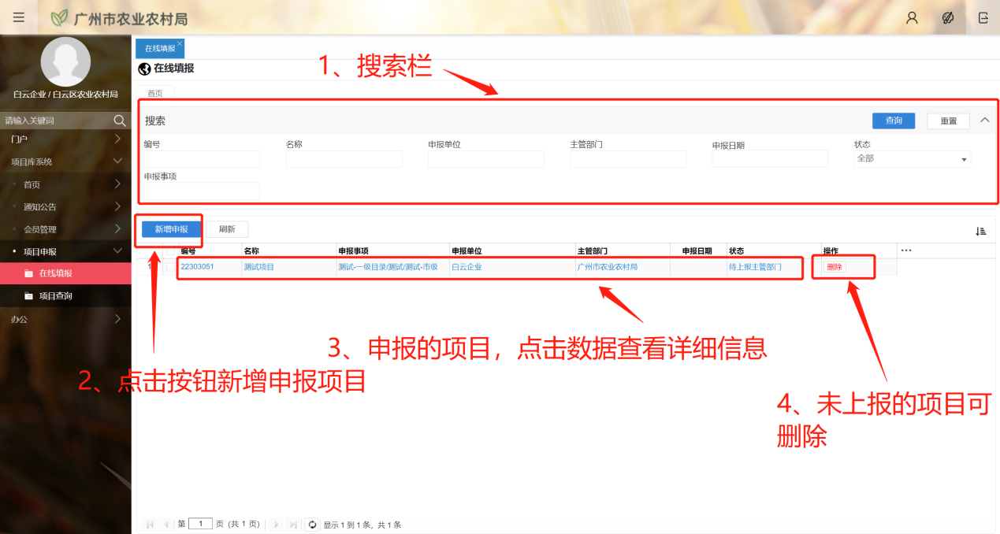 广州市农业农村局
在线填报
在线填报
1、搜索栏
白云企业 / 白云区农业农村局
首页
请输入关键词
搜索
查询
重置
门户
编号
名称
申报单位
主管部门
申报日期
状态
全部
项目库系统
申报事项
首页
通知公告
会员管理
新增申报
刷新
项目申报
编号 名称 申报事项 申报单位 主管部门 申报日期 状态 操作
1 22303051 测试项目 测试-一级目录/测试/测试-市级 白云企业 广州市农业农村局 待上报主管部门 删除
在线填报
项目查询
办公
3、申报的项目，点击数据查看详细信息
2、点击按钮新增申报项目
4、未上报的项目可
删除
第 1 页 (共 1 页) 显示 1 到 1 条，共 1 条